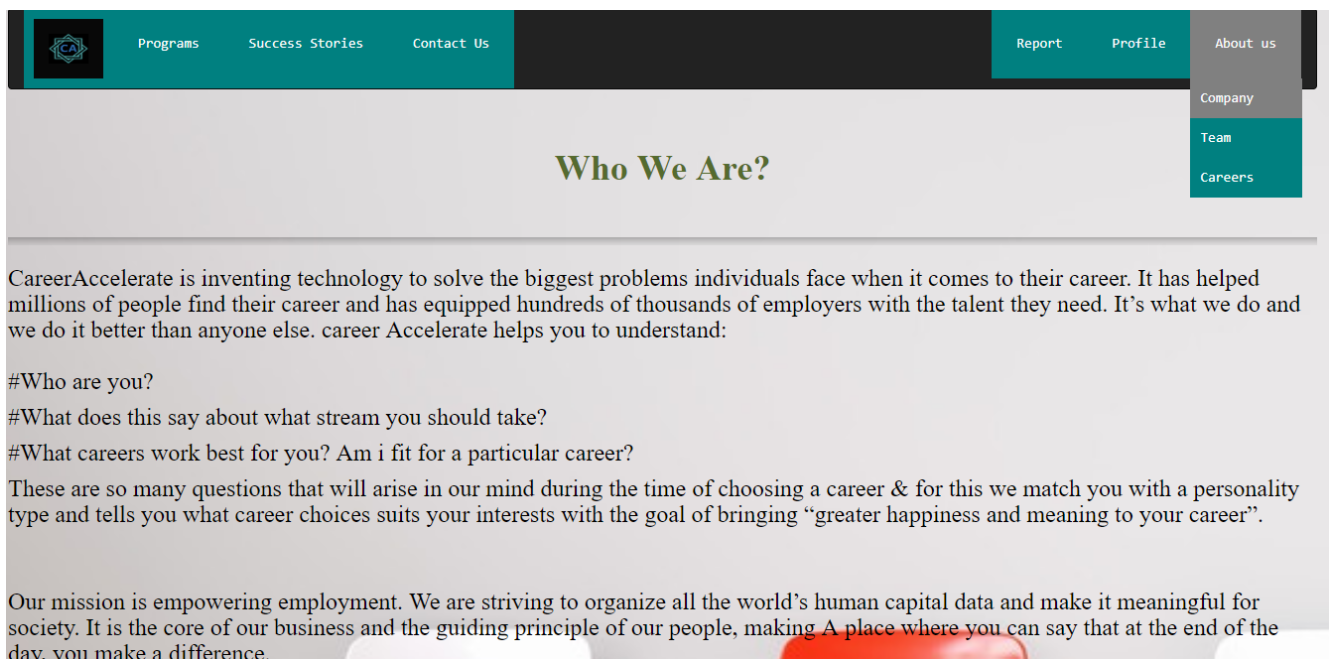 CA
Programs
Success Stories
Contact Us
Report
Profile
About us
Company
Team
Careers
Who We Are?
CareerAccelerate is inventing technology to solve the biggest problems individuals face when it comes to their career. It has helped
millions of people find their career and has equipped hundreds of thousands of employers with the talent they need. It’s what we do and
we do it better than anyone else. career Accelerate helps you to understand:
#Who are you?
#What does this say about what stream you should take?
#What careers work best for you? Am i fit for a particular career?
These are so many questions that will arise in our mind during the time of choosing a career & for this we match you with a personality
type and tells you what career choices suits your interests with the goal of bringing “greater happiness and meaning to your career”.
Our mission is empowering employment. We are striving to organize all the world’s human capital data and make it meaningful for
society. It is the core of our business and the guiding principle of our people, making A place where you can say that at the end of the
day, you make a difference.